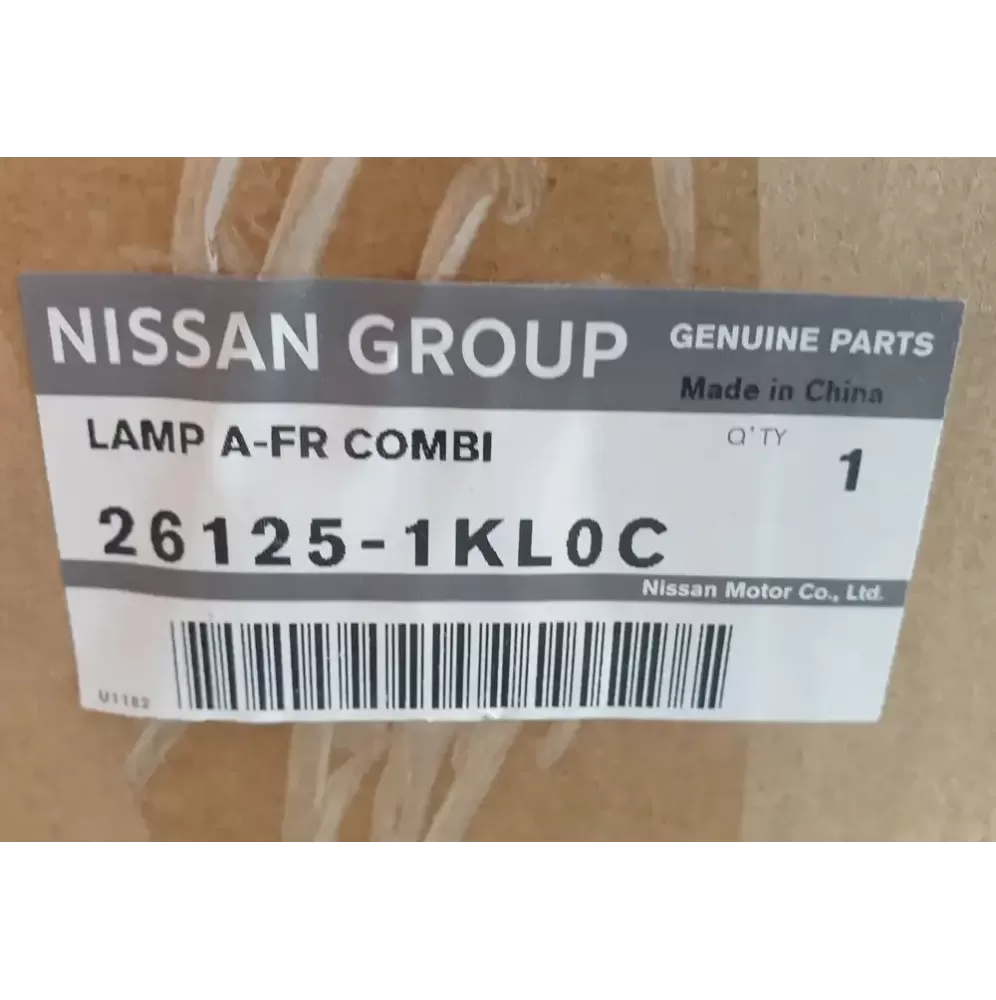 NISSAN GROUP GENUINE PARTS
Made in China
LAMP A-FR COMBI Q'TY 1
26125-1KL0C
Nissan Motor Co., Ltd.
U1182